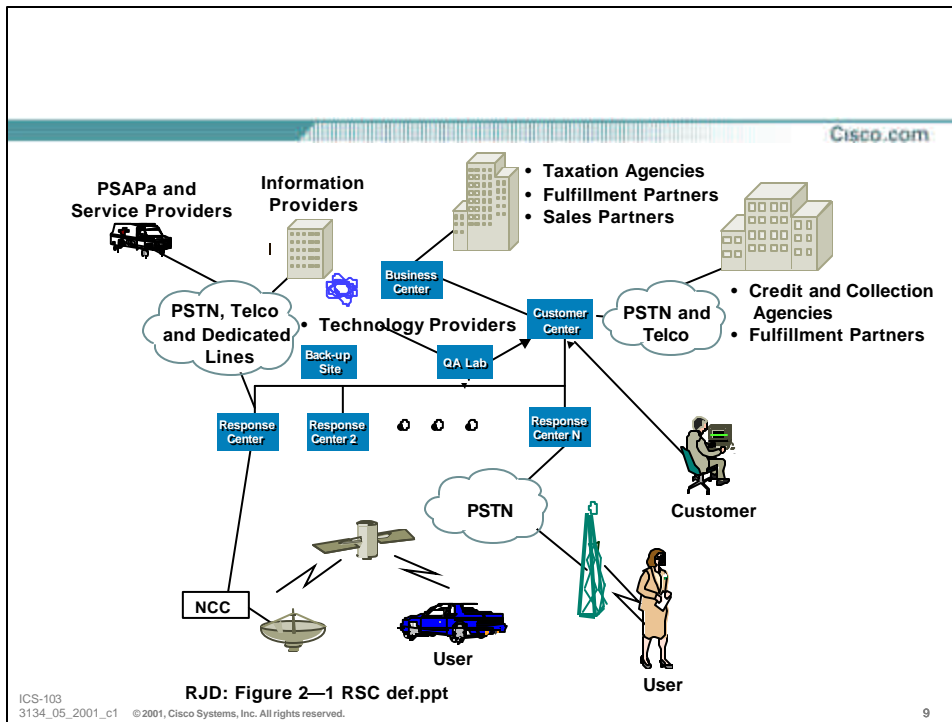 Cisco.com
PSAPa and
Service Providers
Information
Providers
• Taxation Agencies
• Fulfillment Partners
• Sales Partners
Business
Center
PSTN, Telco
and Dedicated
Lines
• Technology Providers
Customer
Center
PSTN and
Telco
• Credit and Collection
Agencies
• Fulfillment Partners
Back-up
Site
QA Lab
Response
Center
Response
Center 2
Response
Center N
PSTN
Customer
NCC
User
User
RJD: Figure 2—1 RSC def.ppt
ICS-103
3134_05_2001_c1 © 2001, Cisco Systems, Inc. All rights reserved.
9